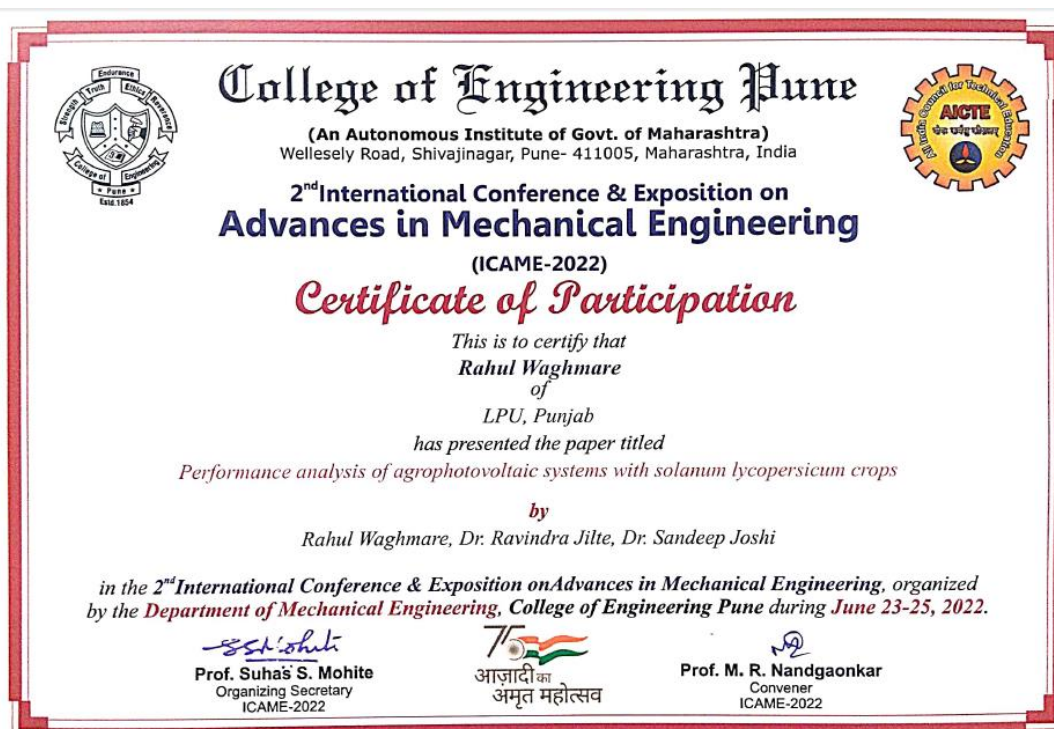 College of Engineering Pune
(An Autonomous Institute of Govt. of Maharashtra)
Wellesely Road, Shivajinagar, Pune- 411005, Maharashtra, India
2nd International Conference & Exposition on
Advances in Mechanical Engineering
(ICAME-2022)
Certificate of Participation
This is to certify that
Rahul Waghmare
of
LPU, Punjab
has presented the paper titled
Performance analysis of agrophotovoltaic systems with solanum lycopersicum crops
by
Rahul Waghmare, Dr. Ravindra Jilte, Dr. Sandeep Joshi
in the 2nd International Conference & Exposition onAdvances in Mechanical Engineering, organized
by the Department of Mechanical Engineering, College of Engineering Pune during June 23-25, 2022.
Prof. Suhas S. Mohite
Organizing Secretary
ICAME-2022
75
आज़ादी का
अमृत महोत्सव
Prof. M. R. Nandgaonkar
Convener
ICAME-2022
Strength Truth Endurance Ethics Reverence
College of Engineering
Pune
Estd.1854
All India Council for Technical Education
AICTE